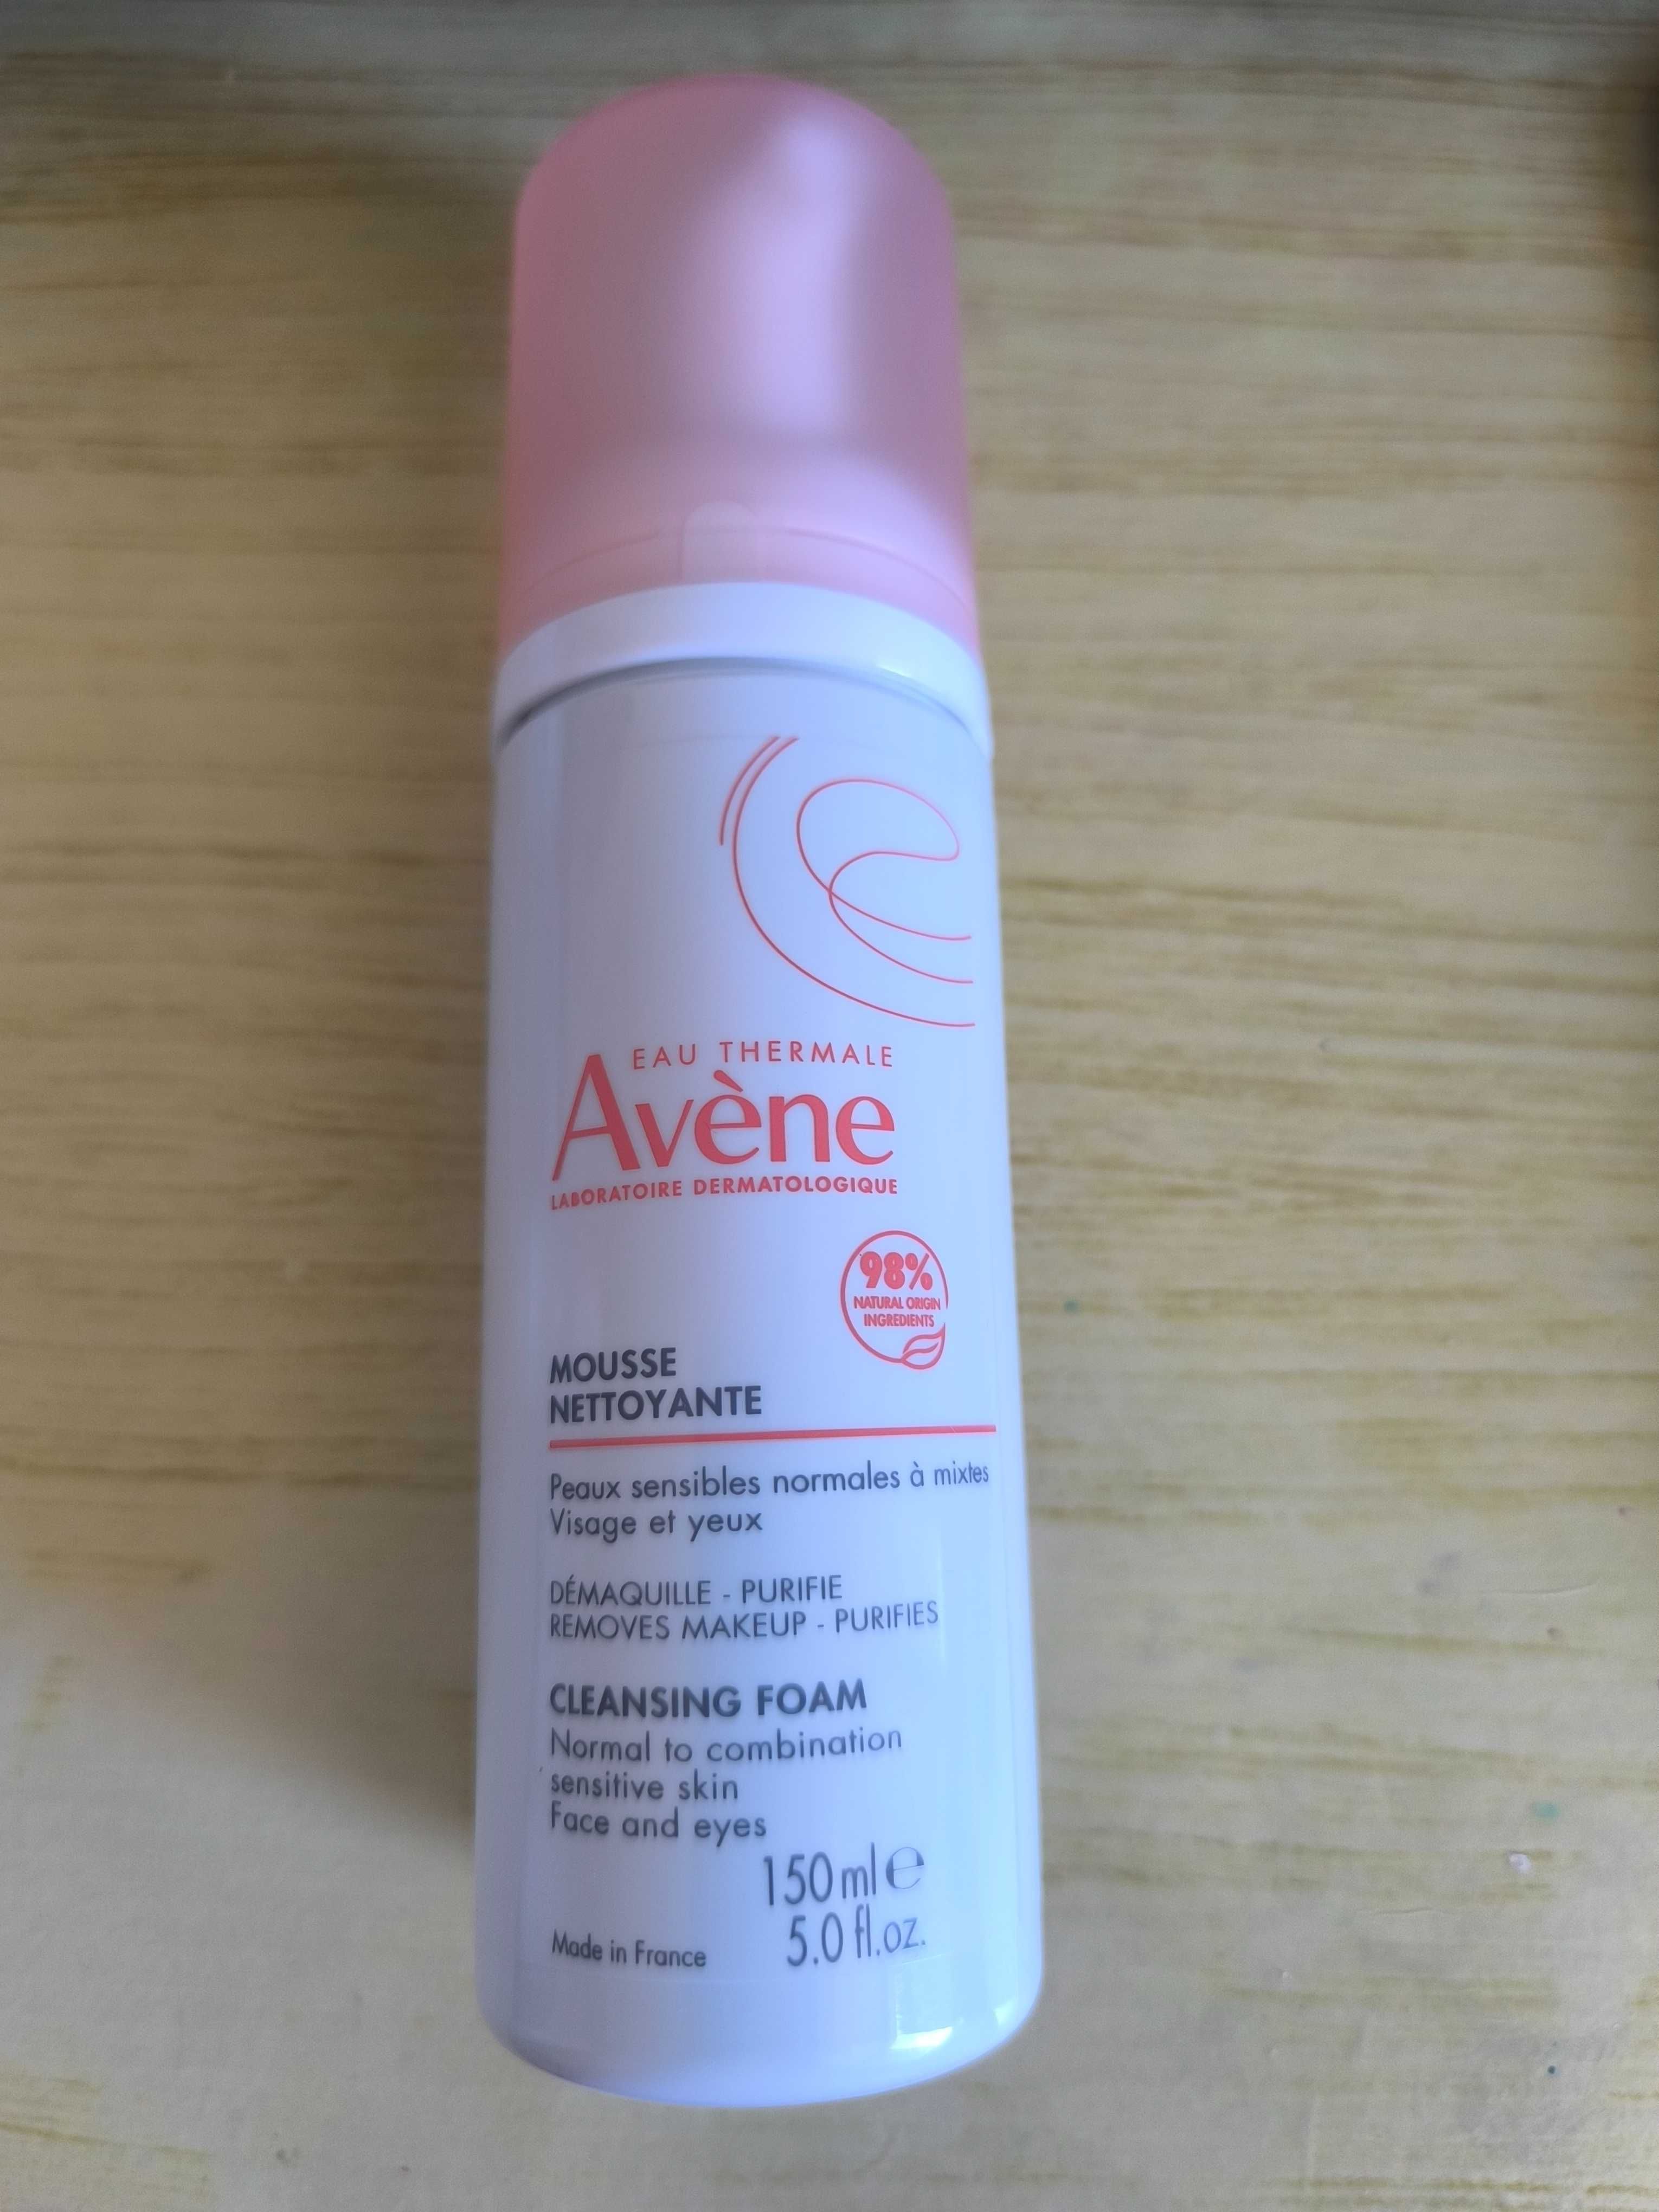 EAU THERMALE
Avène
LABORATOIRE DERMATOLOGIQUE
98%
NATURAL ORIGIN
INGREDIENTS
MOUSSE
NETTOYANTE
Peaux sensibles normales à mixtes
Visage et yeux
DÉMAQUILLE - PURIFIE
REMOVES MAKEUP - PURIFIES
CLEANSING FOAM
Normal to combination
sensitive skin
Face and eyes
150 ml ℮
5.0 fl.oz.
Made in France